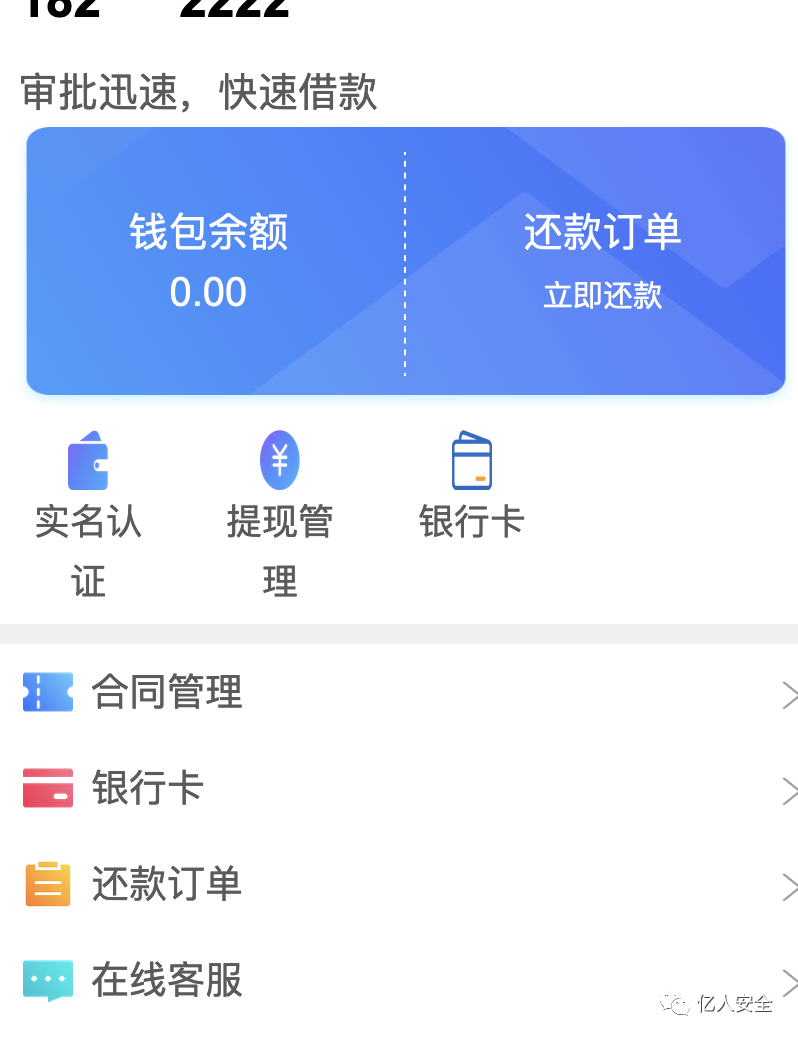 182 2222
审批迅速，快速借款
钱包余额
还款订单
0.00
立即还款
实名认
证
提现管
理
银行卡
合同管理
银行卡
还款订单
在线客服
亿人安全